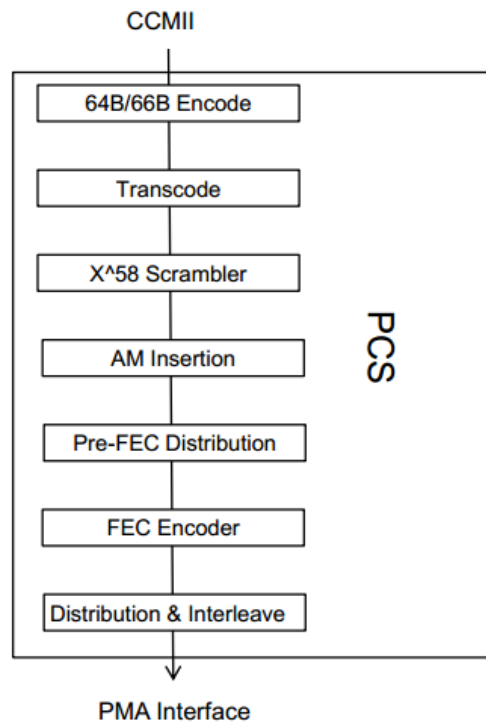 CCMII
64B/66B Encode
Transcode
X^58 Scrambler
AM Insertion
PCS
Pre-FEC Distribution
FEC Encoder
Distribution & Interleave
PMA Interface